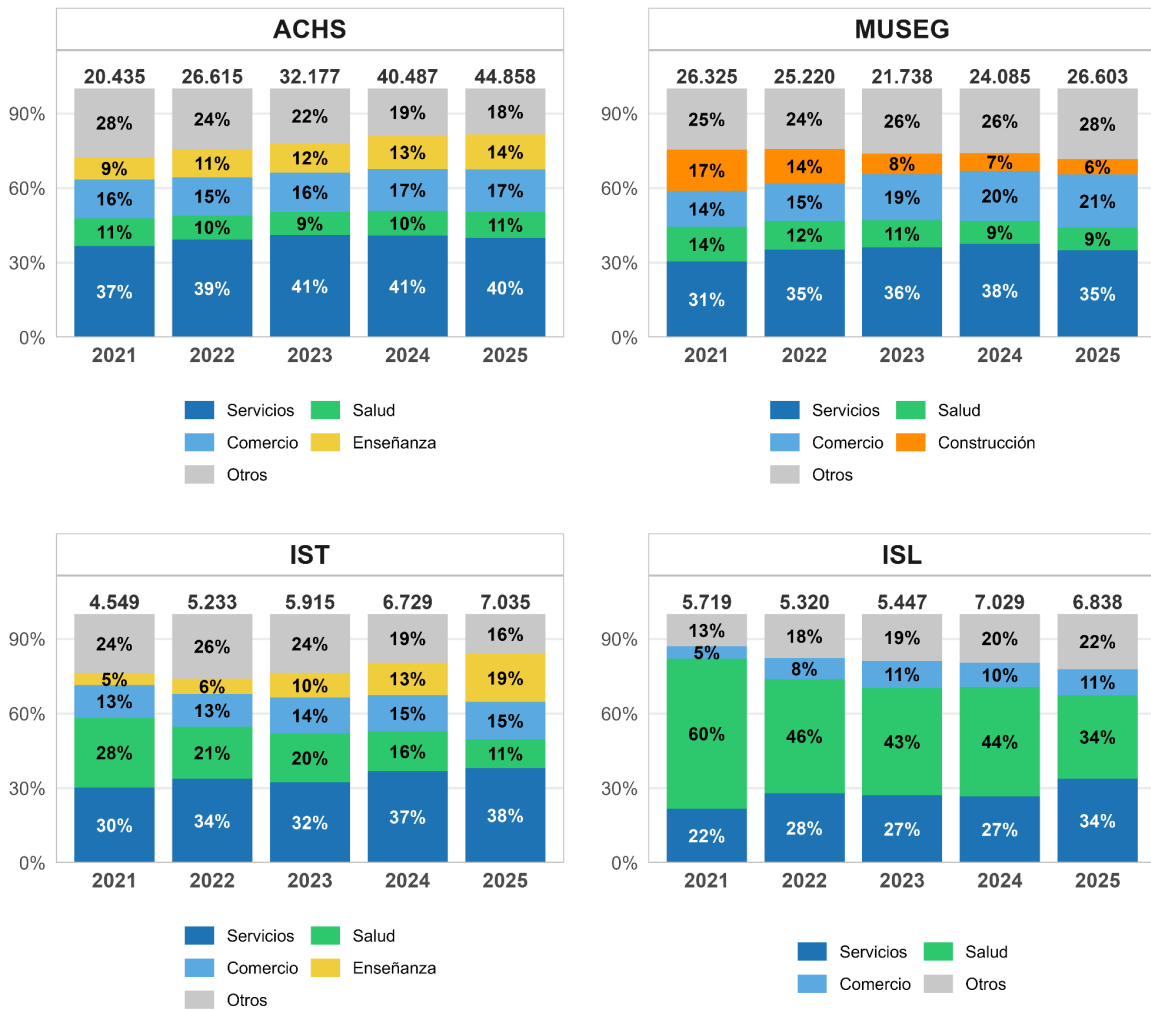 ACHS
20.435 26.615 32.177 40.487 44.858
90%
60%
30%
0%
28% 24% 22% 19% 18%
9% 11% 12% 13% 14%
16% 15% 16% 17% 17%
11% 10% 9% 10% 11%
37% 39% 41% 41% 40%
2021 2022 2023 2024 2025
Servicios Salud
Comercio Enseñanza
Otros
MUSEG
26.325 25.220 21.738 24.085 26.603
90%
60%
30%
0%
25% 24% 26% 26% 28%
17% 14% 8% 7% 6%
14% 15% 19% 20% 21%
14% 12% 11% 9% 9%
31% 35% 36% 38% 35%
2021 2022 2023 2024 2025
Servicios Salud
Comercio Construcción
Otros
IST
4.549 5.233 5.915 6.729 7.035
90%
60%
30%
0%
24% 26% 24% 19% 16%
5% 6% 10% 13% 19%
13% 13% 14% 15% 15%
28% 21% 20% 16% 11%
30% 34% 32% 37% 38%
2021 2022 2023 2024 2025
Servicios Salud
Comercio Enseñanza
Otros
ISL
5.719 5.320 5.447 7.029 6.838
90%
60%
30%
0%
13% 18% 19% 20% 22%
5% 8% 11% 10% 11%
60% 46% 43% 44% 34%
22% 28% 27% 27% 34%
2021 2022 2023 2024 2025
Servicios Salud
Comercio Otros